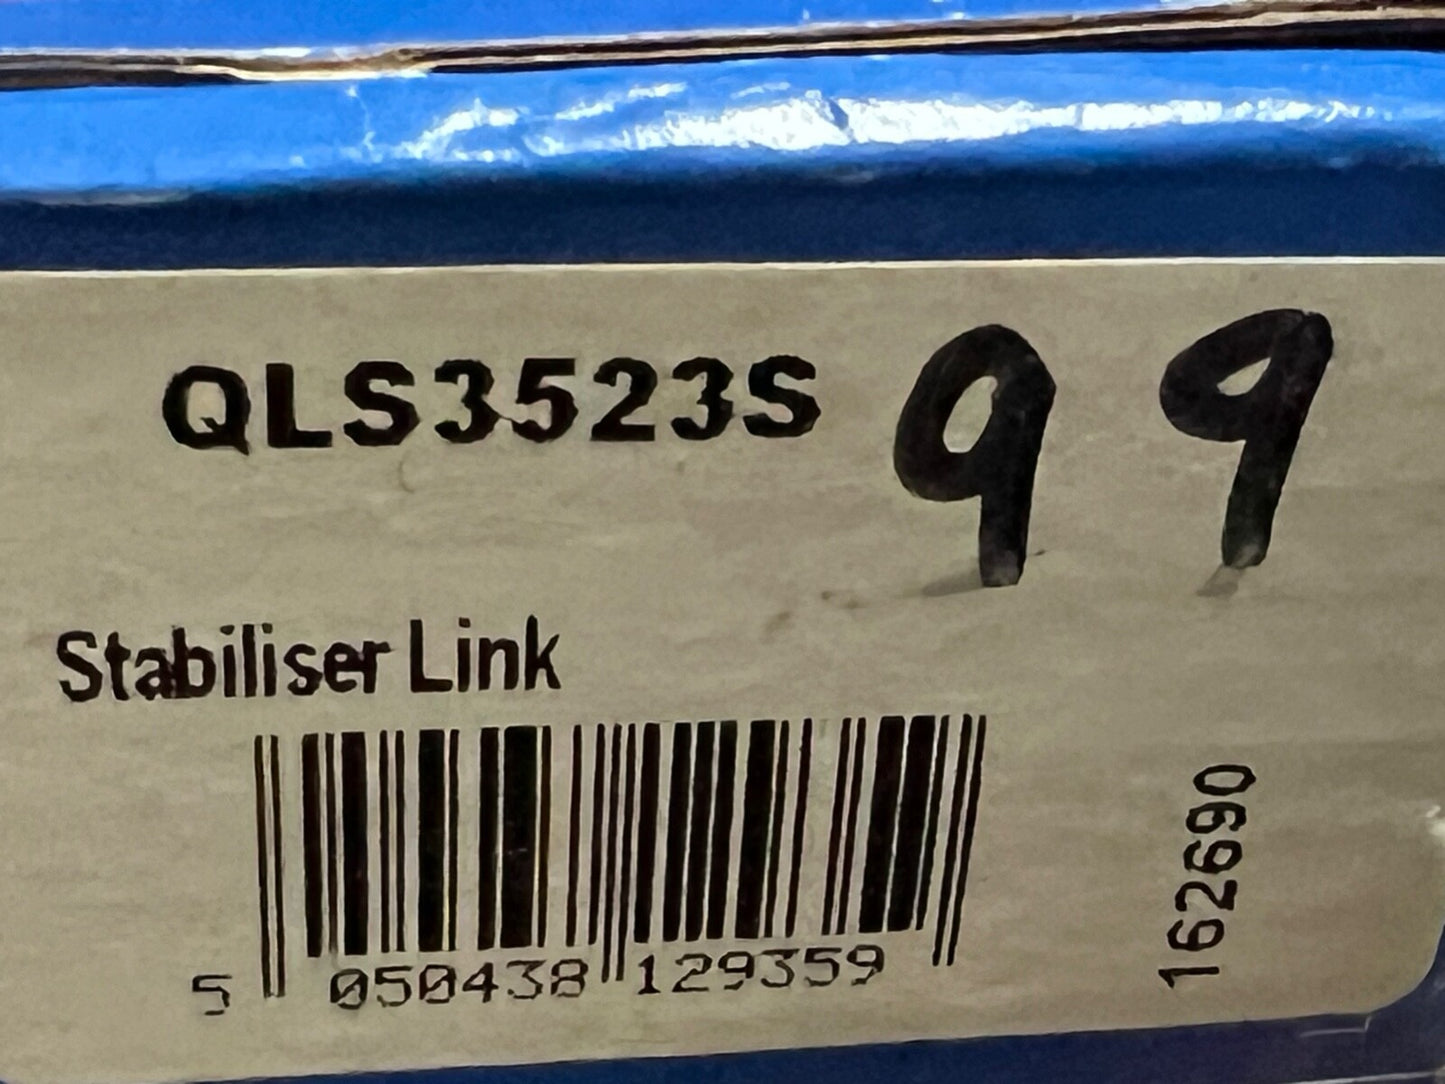 QLS3523S 99
Stabiliser Link
5 050438 129359
162690